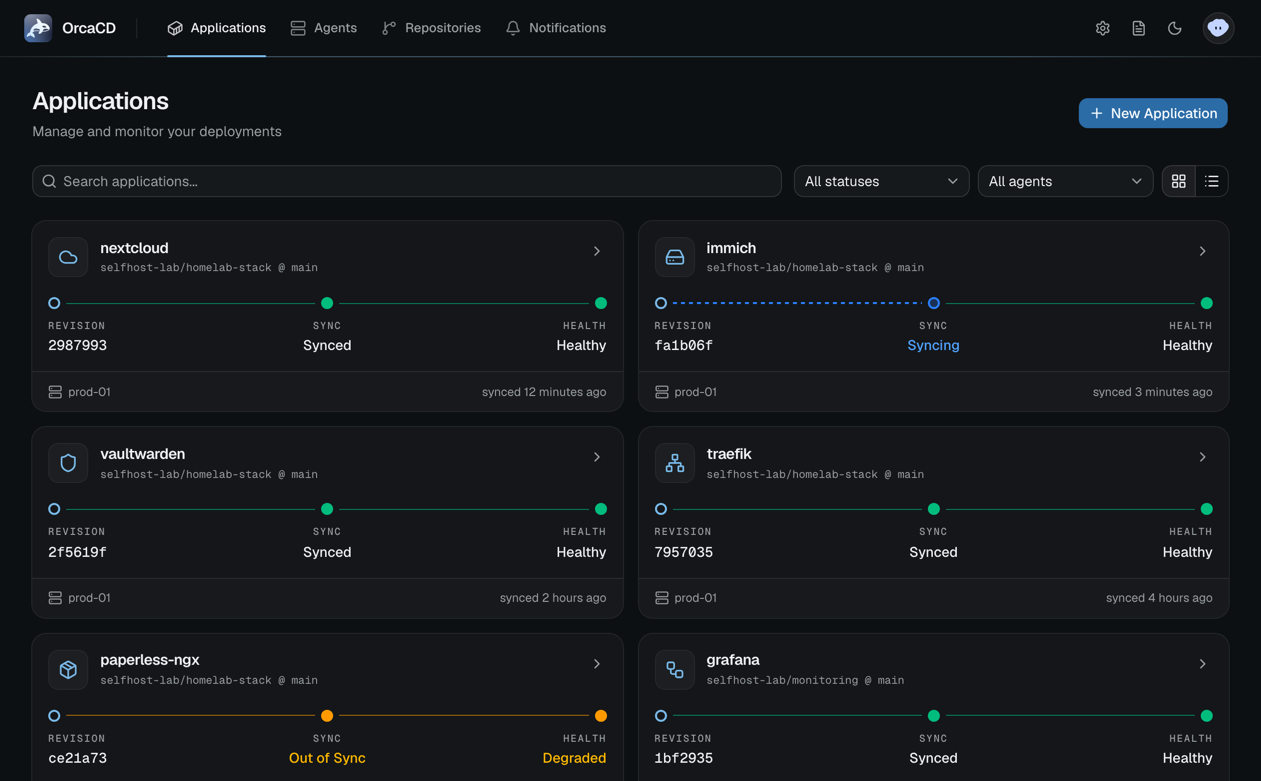 OrcaCD
Applications
Agents
Repositories
Notifications
Applications
Manage and monitor your deployments
New Application
Search applications...
All statuses
All agents
nextcloud
selfhost-lab/homelab-stack @ main
REVISION SYNC HEALTH
2987993 Synced Healthy
prod-01 synced 12 minutes ago
immich
selfhost-lab/homelab-stack @ main
REVISION SYNC HEALTH
fa1b06f Syncing Healthy
prod-01 synced 3 minutes ago
vaultwarden
selfhost-lab/homelab-stack @ main
REVISION SYNC HEALTH
2f5619f Synced Healthy
prod-01 synced 2 hours ago
traefik
selfhost-lab/homelab-stack @ main
REVISION SYNC HEALTH
7957035 Synced Healthy
prod-01 synced 4 hours ago
paperless-ngx
selfhost-lab/homelab-stack @ main
REVISION SYNC HEALTH
ce21a73 Out of Sync Degraded
grafana
selfhost-lab/monitoring @ main
REVISION SYNC HEALTH
1bf2935 Synced Healthy